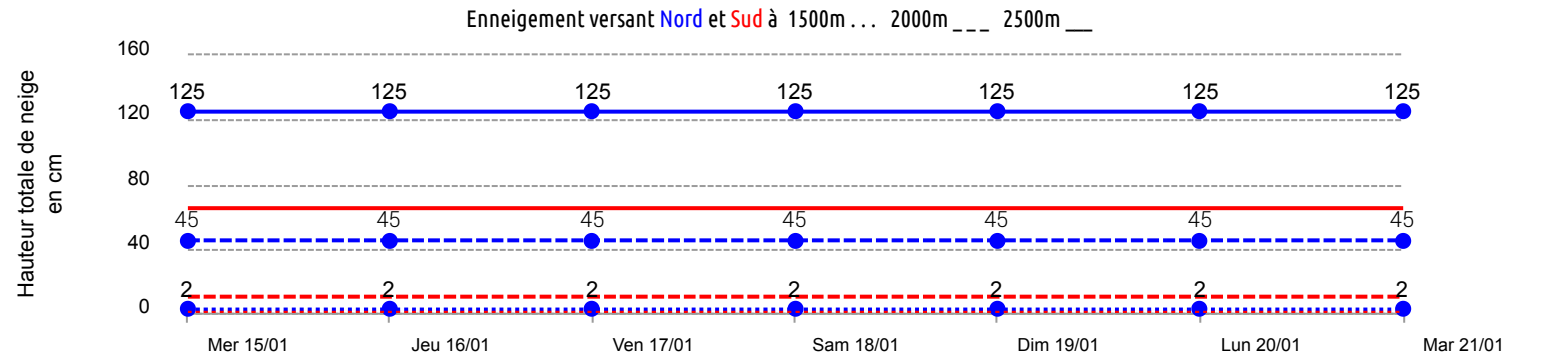 Enneigement versant Nord et Sud à 1500m . . . 2000m _ _ _ 2500m __
Hauteur totale de neige
en cm
160
125 125 125 125 125 125 125
120
80
45 45 45 45 45 45 45
40
2 2 2 2 2 2 2
0
Mer 15/01 Jeu 16/01 Ven 17/01 Sam 18/01 Dim 19/01 Lun 20/01 Mar 21/01